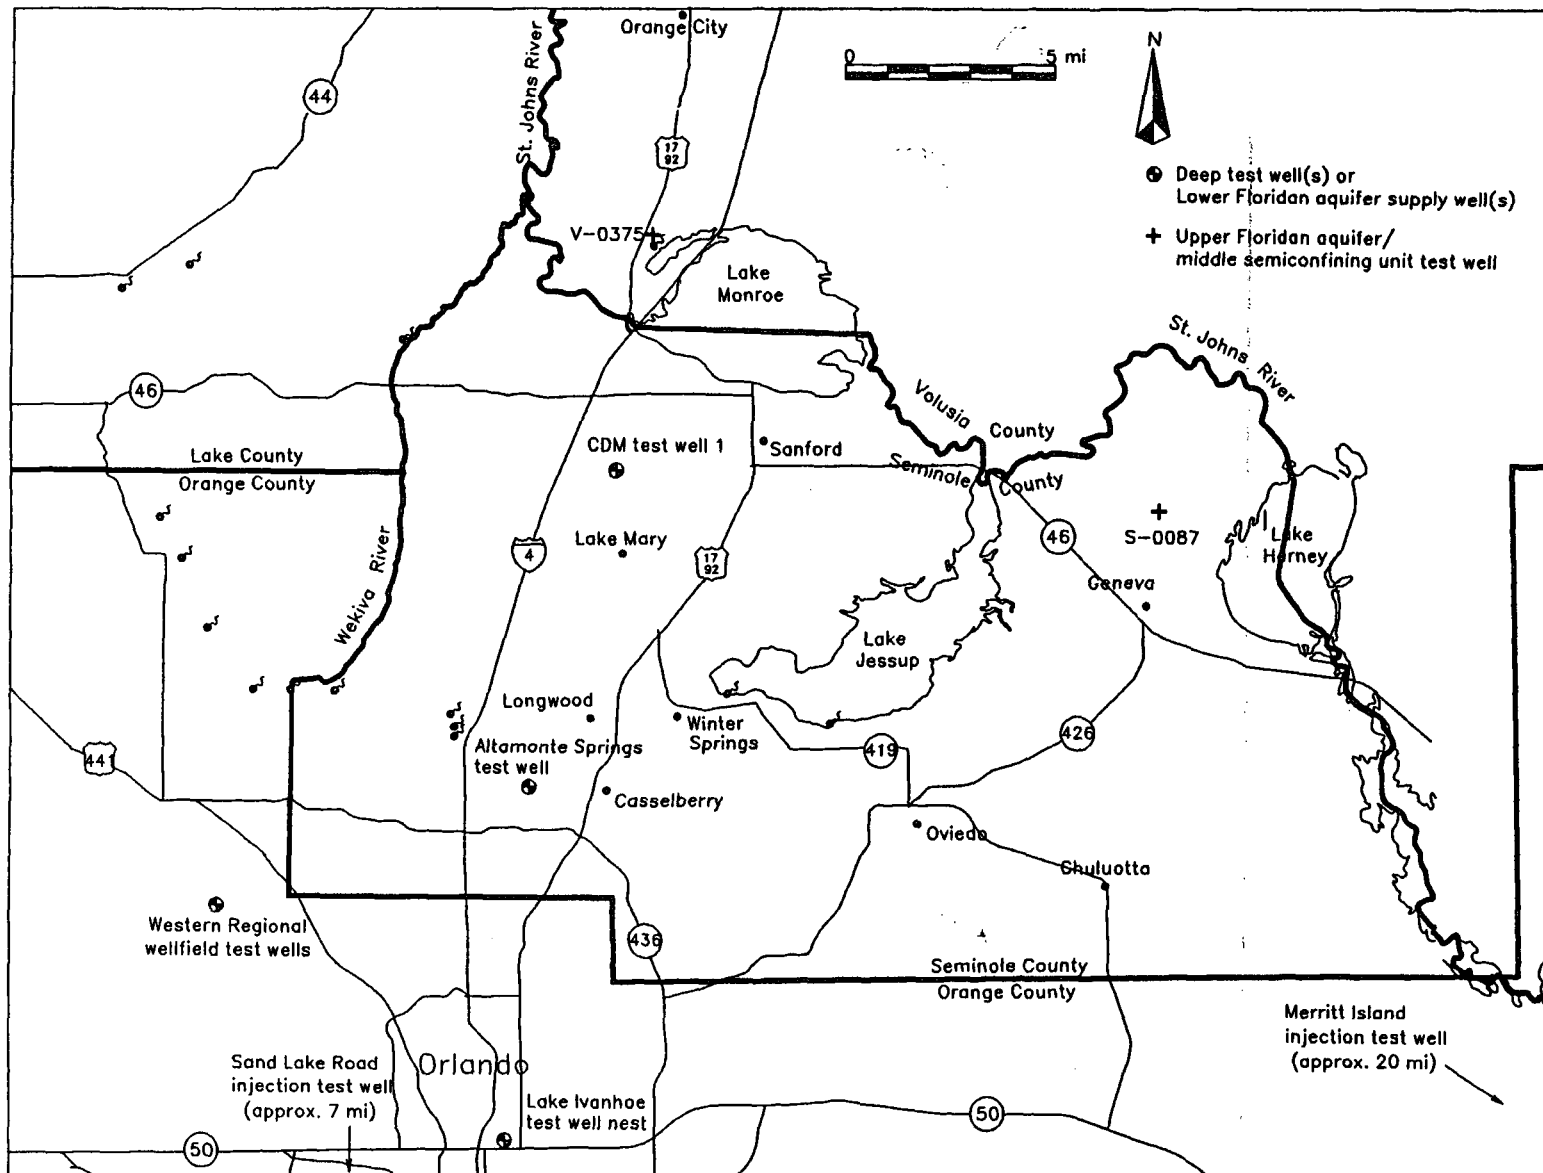 Orange City
0 5 mi
N
St. Johns River
44
17
92
Deep test well(s) or
Lower Floridan aquifer supply well(s)
V-0375
Upper Floridan aquifer/
middle semiconfining unit test well
Lake
Monroe
St. Johns River
46
Volusia County
Seminole County
CDM test well 1
Sanford
Lake County
Orange County
S-0087
Lake
Harney
Lake Mary
4
17
92
46
Geneva
Wekiva River
Lake
Jessup
Longwood
Winter
Springs
426
419
441
Altamonte Springs
test well
Casselberry
Oviedo
Chuluotta
Western Regional
wellfield test wells
436
Seminole County
Orange County
Merritt Island
injection test well
(approx. 20 mi)
Sand Lake Road
injection test well
(approx. 7 mi)
Orlando
Lake Ivanhoe
test well nest
50
50